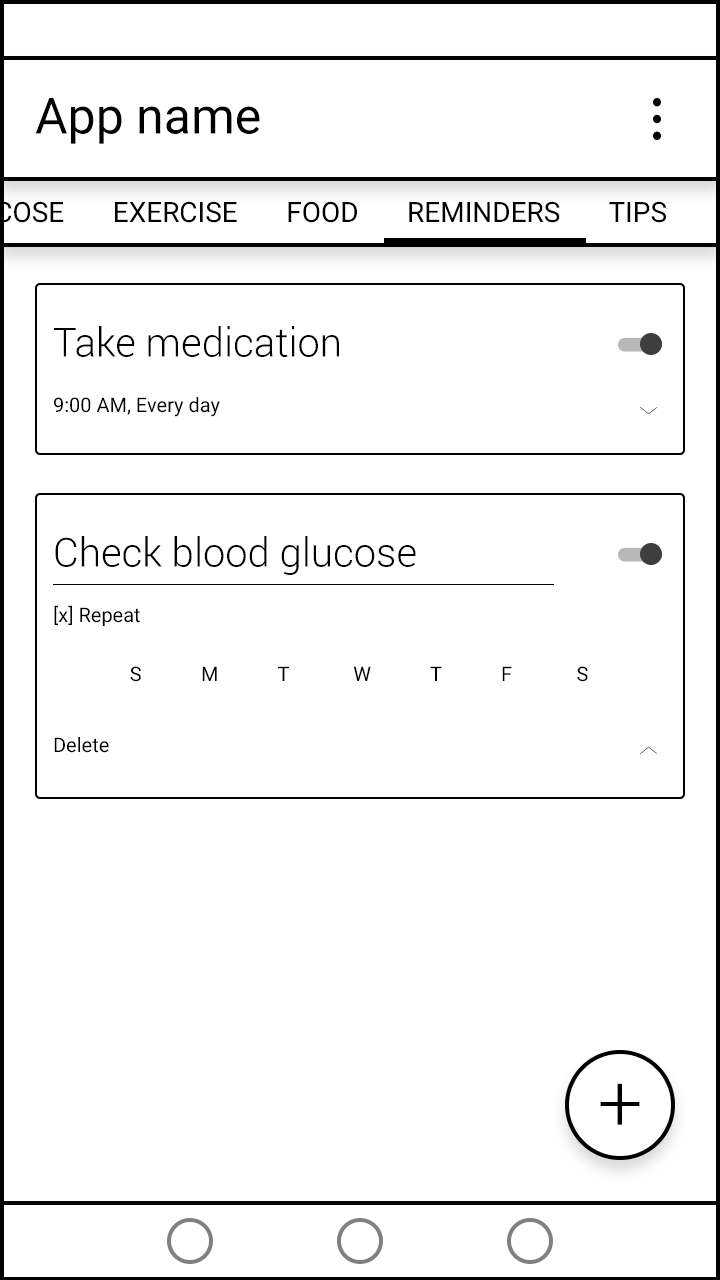 App name
COSE EXERCISE FOOD REMINDERS TIPS
Take medication
9:00 AM, Every day
Check blood glucose
[x] Repeat
S M T W T F S
Delete